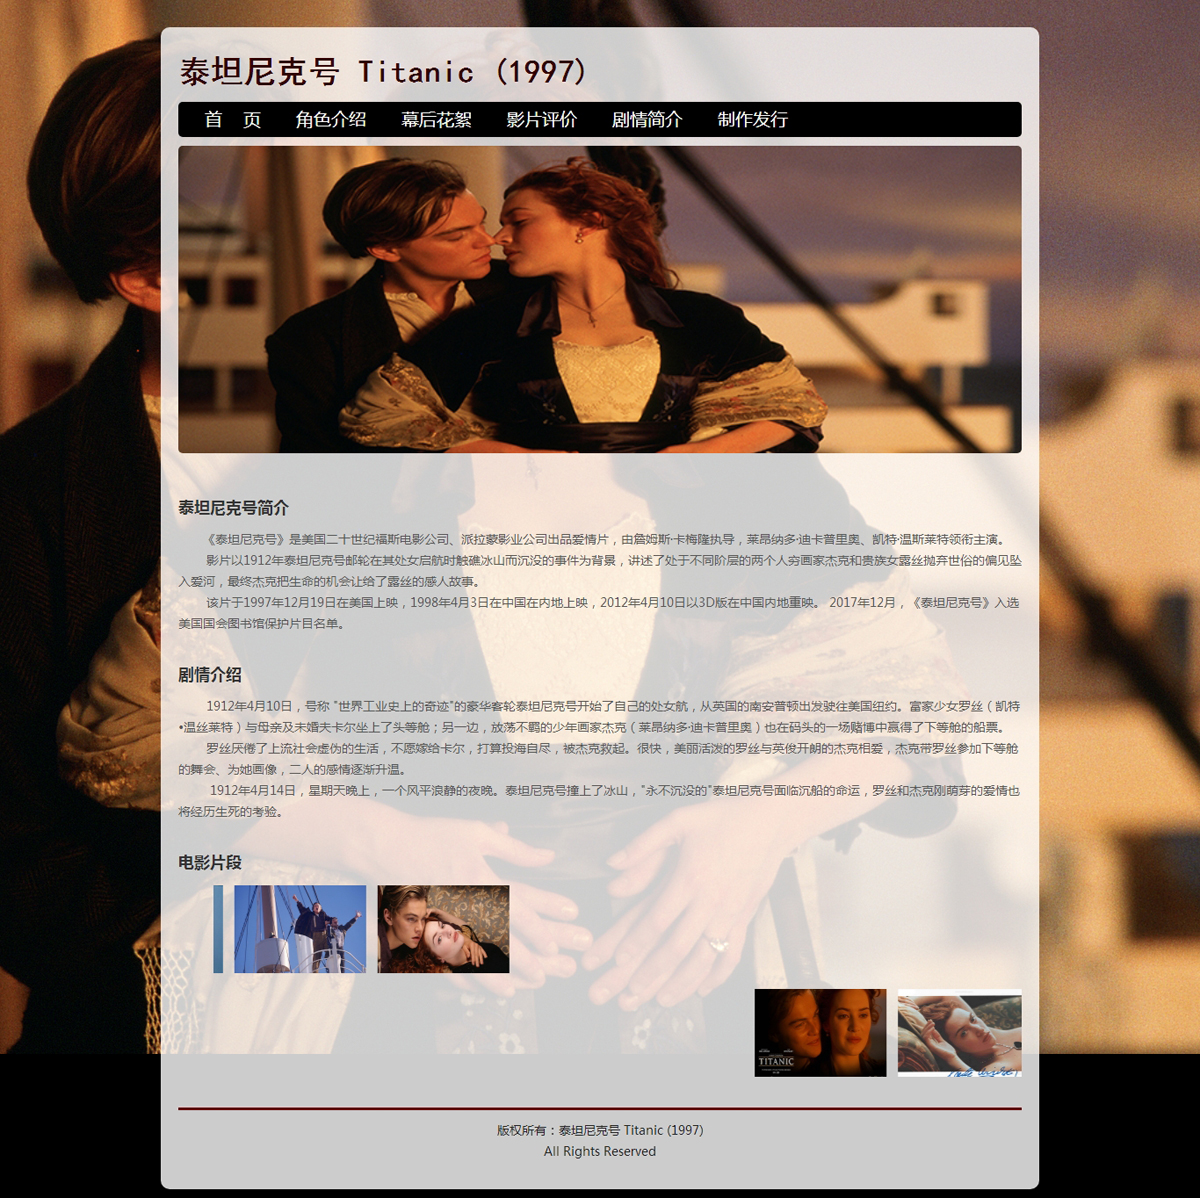 泰坦尼克号 Titanic (1997)
首 页 角色介绍 幕后花絮 影片评价 剧情简介 制作发行
泰坦尼克号简介
《泰坦尼克号》是美国二十世纪福斯电影公司、派拉蒙影业公司出品爱情片，由詹姆斯·卡梅隆执导，莱昂纳多·迪卡普里奥、凯特·温斯莱特领衔主演。
影片以1912年泰坦尼克号邮轮在其处女启航时触礁冰山而沉没的事件为背景，讲述了处于不同阶层的两个人穷画家杰克和贵族女露丝抛弃世俗的偏见坠
入爱河，最终杰克把生命的机会让给了露丝的感人故事。
该片于1997年12月19日在美国上映，1998年4月3日在中国在内地上映，2012年4月10日以3D版在中国内地重映。 2017年12月，《泰坦尼克号》入选
美国国会图书馆保护片目名单。
剧情介绍
1912年4月10日，号称 "世界工业史上的奇迹"的豪华客轮泰坦尼克号开始了自己的处女航，从英国的南安普顿出发驶往美国纽约。富家少女罗丝（凯特
•温丝莱特）与母亲及未婚夫卡尔坐上了头等舱；另一边，放荡不羁的少年画家杰克（莱昂纳多·迪卡普里奥）也在码头的一场赌博中赢得了下等舱的船票。
罗丝厌倦了上流社会虚伪的生活，不愿嫁给卡尔，打算投海自尽，被杰克救起。很快，美丽活泼的罗丝与英俊开朗的杰克相爱，杰克带罗丝参加下等舱
的舞会、为她画像，二人的感情逐渐升温。
1912年4月14日，星期天晚上，一个风平浪静的夜晚。泰坦尼克号撞上了冰山，"永不沉没的"泰坦尼克号面临沉船的命运，罗丝和杰克刚萌芽的爱情也
将经历生死的考验。
电影片段
TITANIC
版权所有：泰坦尼克号 Titanic (1997)
All Rights Reserved